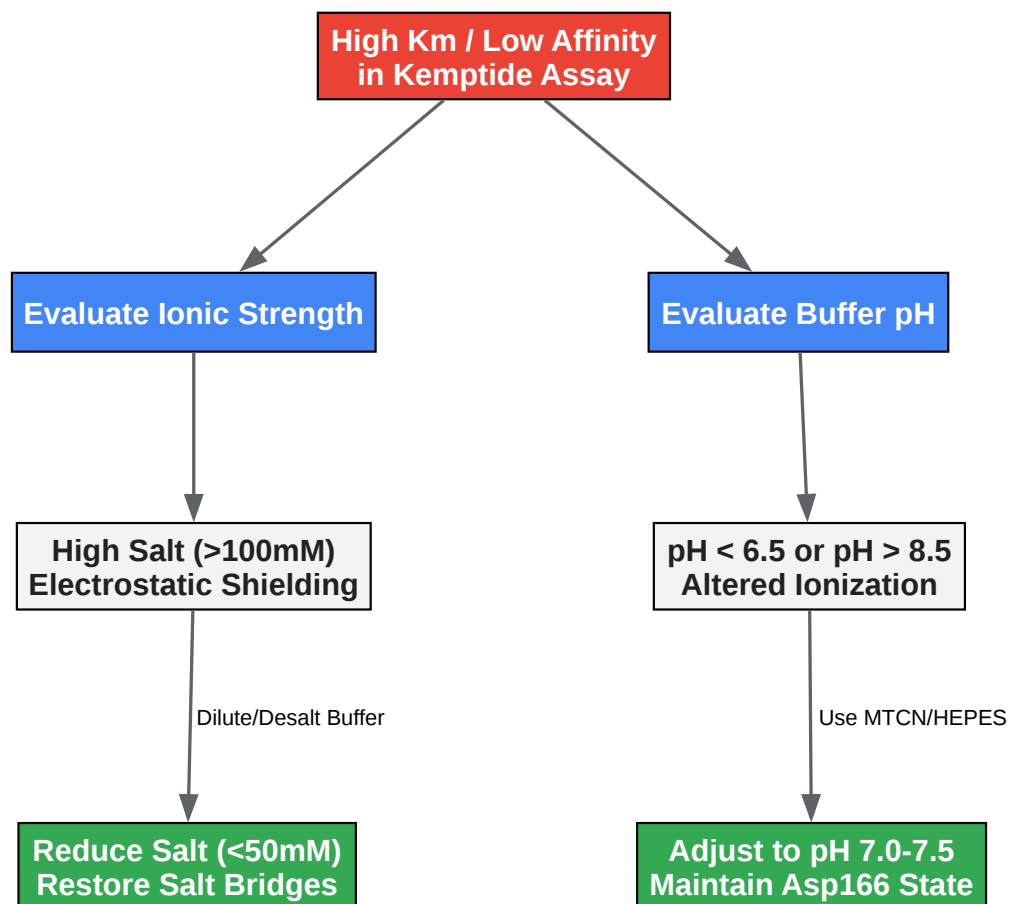 High Km / Low Affinity
in Kemptide Assay
Evaluate Ionic Strength
Evaluate Buffer pH
High Salt (>100mM)
Electrostatic Shielding
pH < 6.5 or pH > 8.5
Altered Ionization
Dilute/Desalt Buffer
Use MTCN/HEPES
Reduce Salt (<50mM)
Restore Salt Bridges
Adjust to pH 7.0-7.5
Maintain Asp166 State